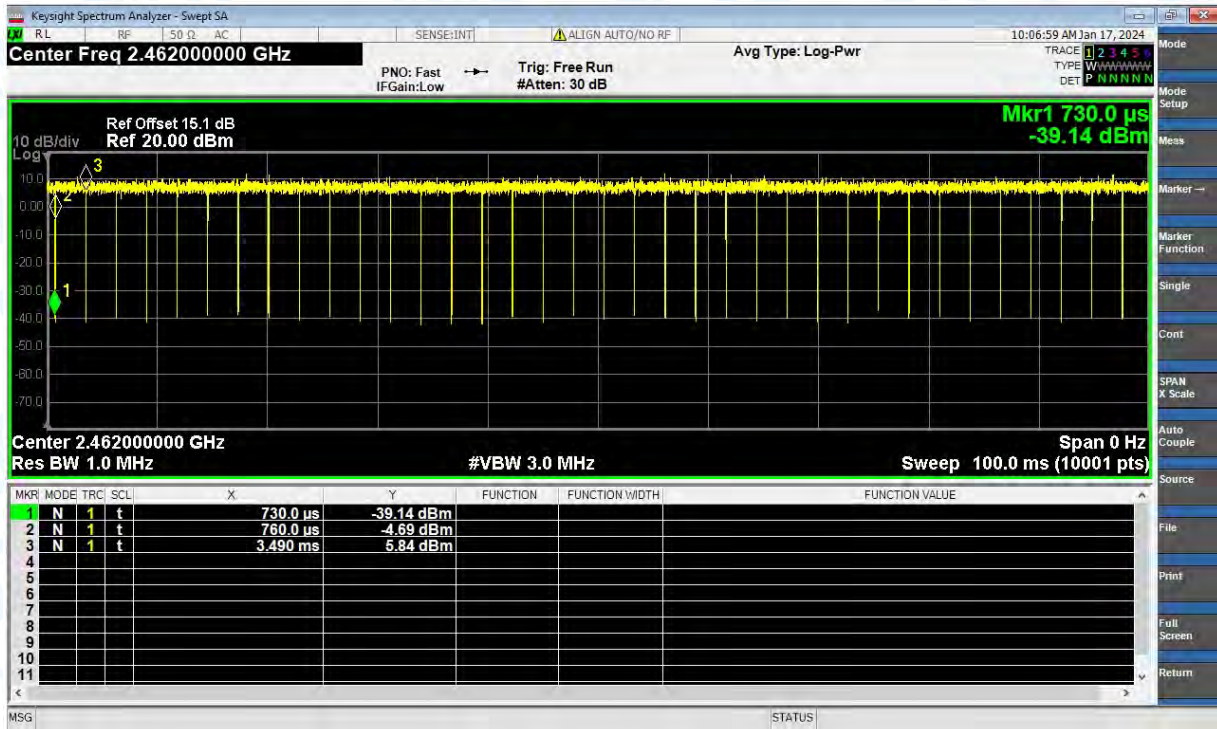 Keysight Spectrum Analyzer - Swept SA
LXI RL RF 50 Ω AC SENSE:INT ALIGN AUTO/NO RF 10:06:59 AM Jan 17, 2024
Center Freq 2.462000000 GHz
Avg Type: Log-Pwr
TRACE 1 2 3 4 5 6
PNO: Fast Trig: Free Run
TYPE WWWWWWW
IFGain:Low #Atten: 30 dB
DET P N N N N N
Mkr1 730.0 µs
Ref Offset 15.1 dB
-39.14 dBm
10 dB/div Ref 20.00 dBm
Log
3
10.0
2
0.00
-10.0
-20.0
-30.0 1
-40.0
-50.0
-60.0
-70.0
Center 2.462000000 GHz Span 0 Hz
Res BW 1.0 MHz #VBW 3.0 MHz Sweep 100.0 ms (10001 pts)
MKR MODE TRC SCL X Y FUNCTION FUNCTION WIDTH FUNCTION VALUE
1 N 1 t 730.0 µs -39.14 dBm
2 N 1 t 760.0 µs -4.69 dBm
3 N 1 t 3.490 ms 5.84 dBm
4
5
6
7
8
9
10
11
MSG STATUS
Mode
Mode
Setup
Meas
Marker→
Marker
Function
Single
Cont
SPAN
X Scale
Auto
Couple
Source
File
Print
Full
Screen
Return